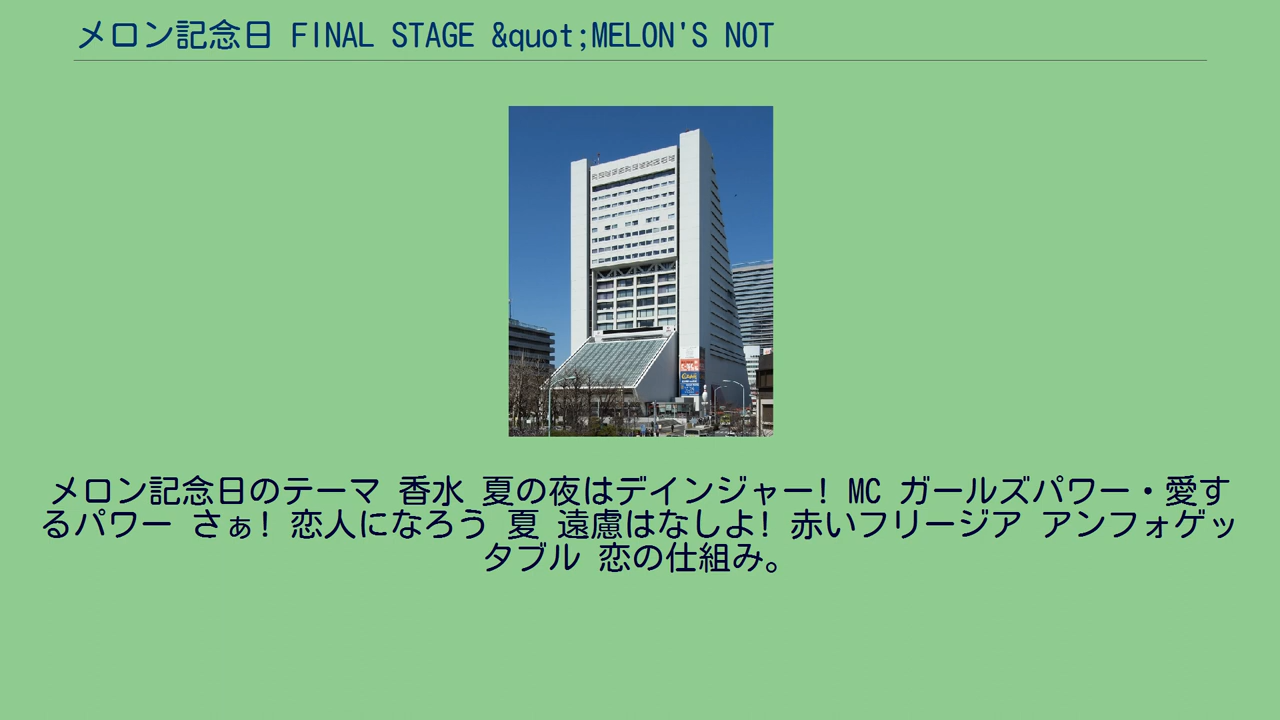 メロン記念日 FINAL STAGE &quot;MELON'S NOT
メロン記念日のテーマ 香水 夏の夜はデインジャー! MC ガールズパワー・愛す
るパワー さぁ! 恋人になろう 夏 遠慮はなしよ! 赤いフリージア アンフォゲッ
タブル 恋の仕組み。